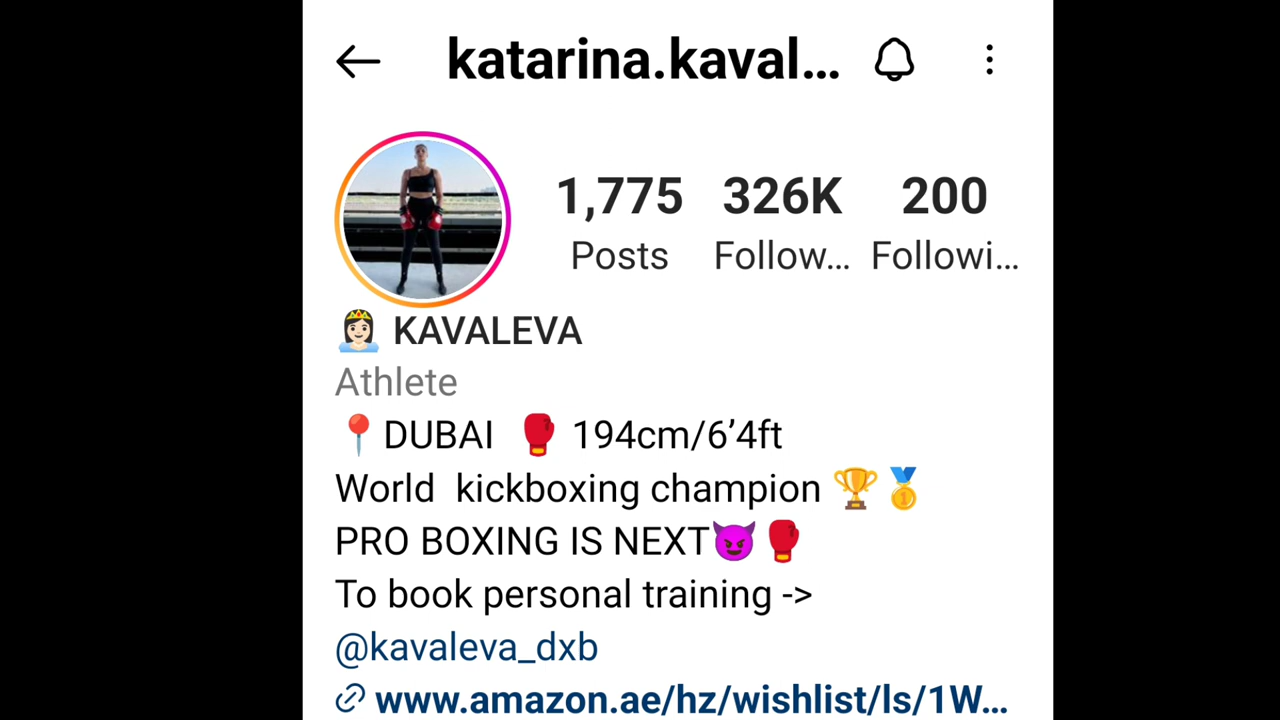 katarina.kaval...
1,775 326K 200
Posts Follow... Followi...
KAVALEVA
Athlete
DUBAI 194cm/6’4ft
World kickboxing champion
PRO BOXING IS NEXT
To book personal training ->
@kavaleva_dxb
www.amazon.ae/hz/wishlist/ls/1W...